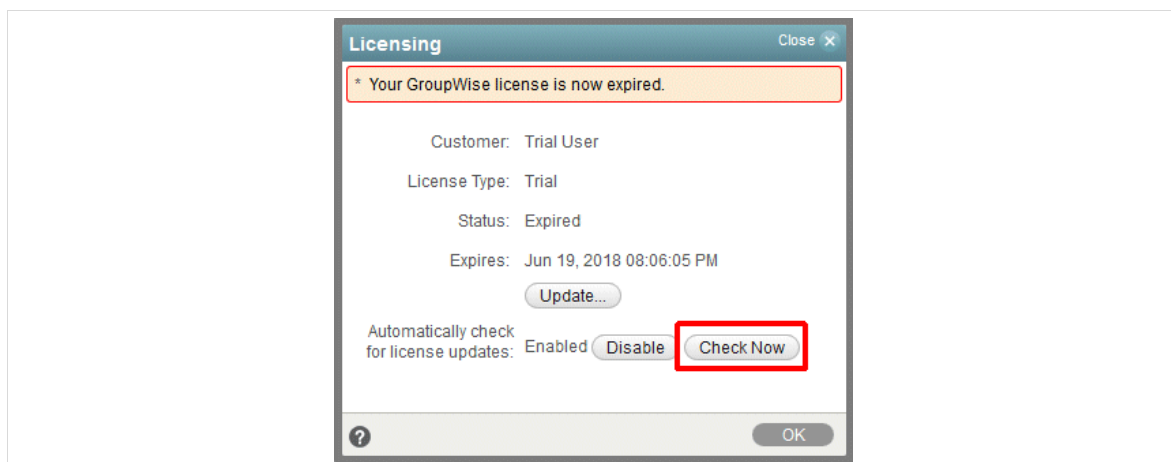 Licensing
Close ×
* Your GroupWise license is now expired.
Customer: Trial User
License Type: Trial
Status: Expired
Expires: Jun 19, 2018 08:06:05 PM
Update...
Automatically check
for license updates: Enabled Disable Check Now
? OK